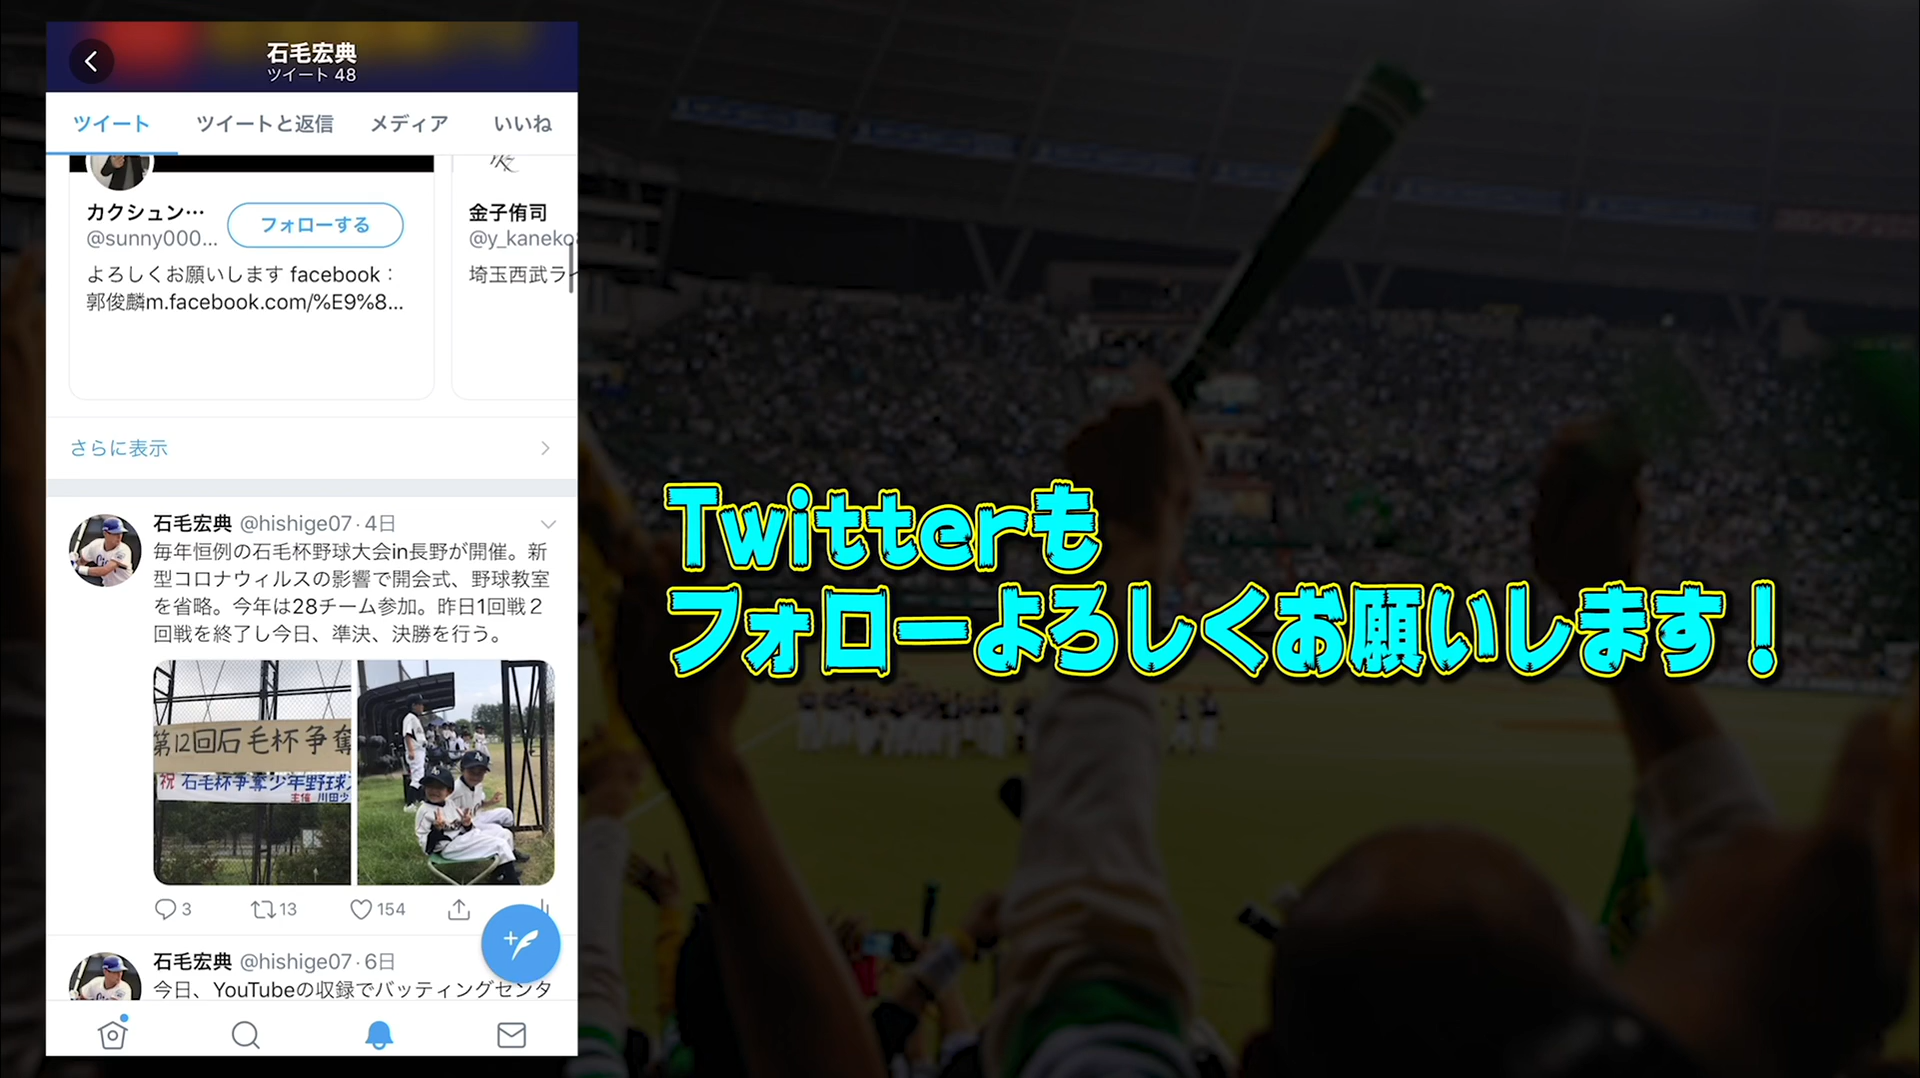 石毛宏典
ツイート 48
ツイート ツイートと返信 メディア いいね
カクシュン…
フォローする
@sunny000...
よろしくお願いします facebook：
郭俊麟m.facebook.com/%E9%8...
金子侑司
@y_kaneko
埼玉西武ラ
さらに表示
石毛宏典 @hishige07·4日
毎年恒例の石毛杯野球大会in長野が開催。新
型コロナウィルスの影響で開会式、野球教室
を省略。今年は28チーム参加。昨日1回戦２
回戦を終了し今日、準決、決勝を行う。
第12回石毛杯争奪
祝 石毛杯争奪少年野球
主催 川田少
3 13 154
石毛宏典 @hishige07·6日
今日、YouTubeの収録でバッティングセンタ
Twitterも
フォローよろしくお願いします！